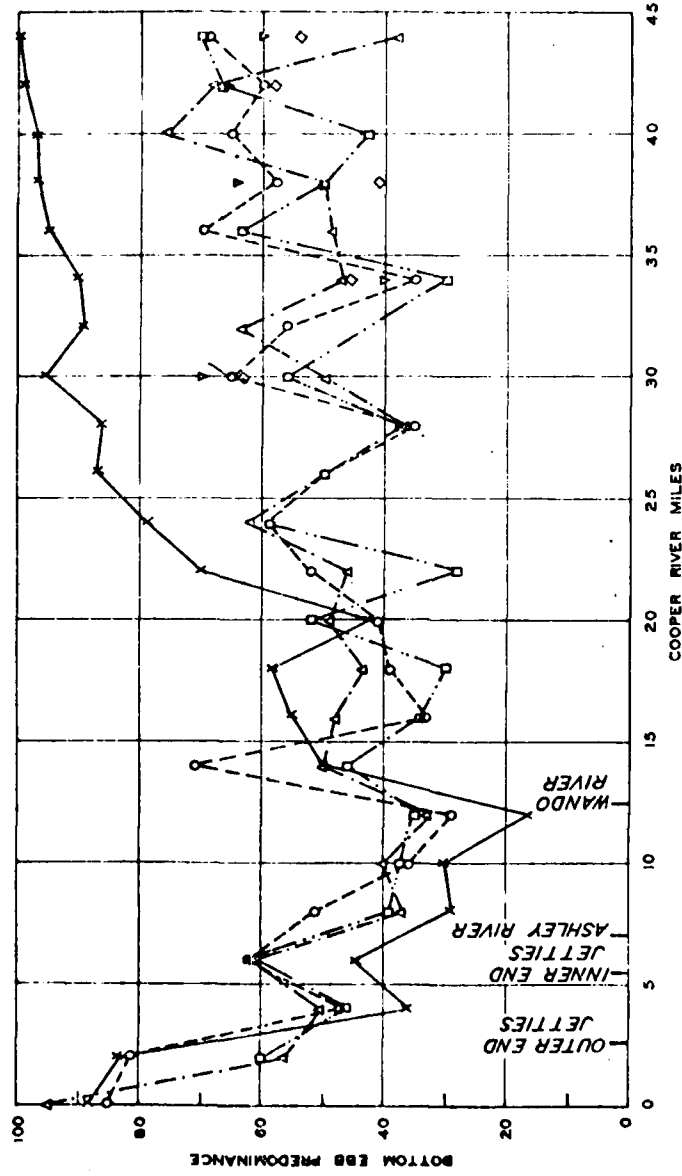 BOTTOM EBB PREDOMINANCE
100
80
60
40
20
0
0
5
10
15
20
25
30
35
40
45
OUTER END
JETTIES
INNER END
JETTIES
ASHLEY RIVER
WANDO
RIVER
COOPER RIVER MILES